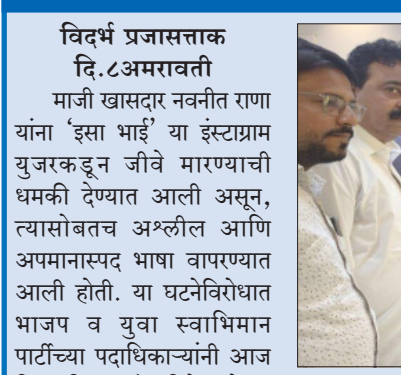 विदर्भ प्रजासत्ताक
दि.८अमरावती
माजी खासदार नवनीत राणा
यांना ‘इसा भाई’ या इंस्टाग्राम
युजरकडून जीवे मारण्याची
धमकी देण्यात आली असून,
त्यासोबतच अश्लील आणि
अपमानास्पद भाषा वापरण्यात
आली होती. या घटनेविरोधात
भाजप व युवा स्वाभिमान
पार्टीच्या पदाधिकाऱ्यांनी आज